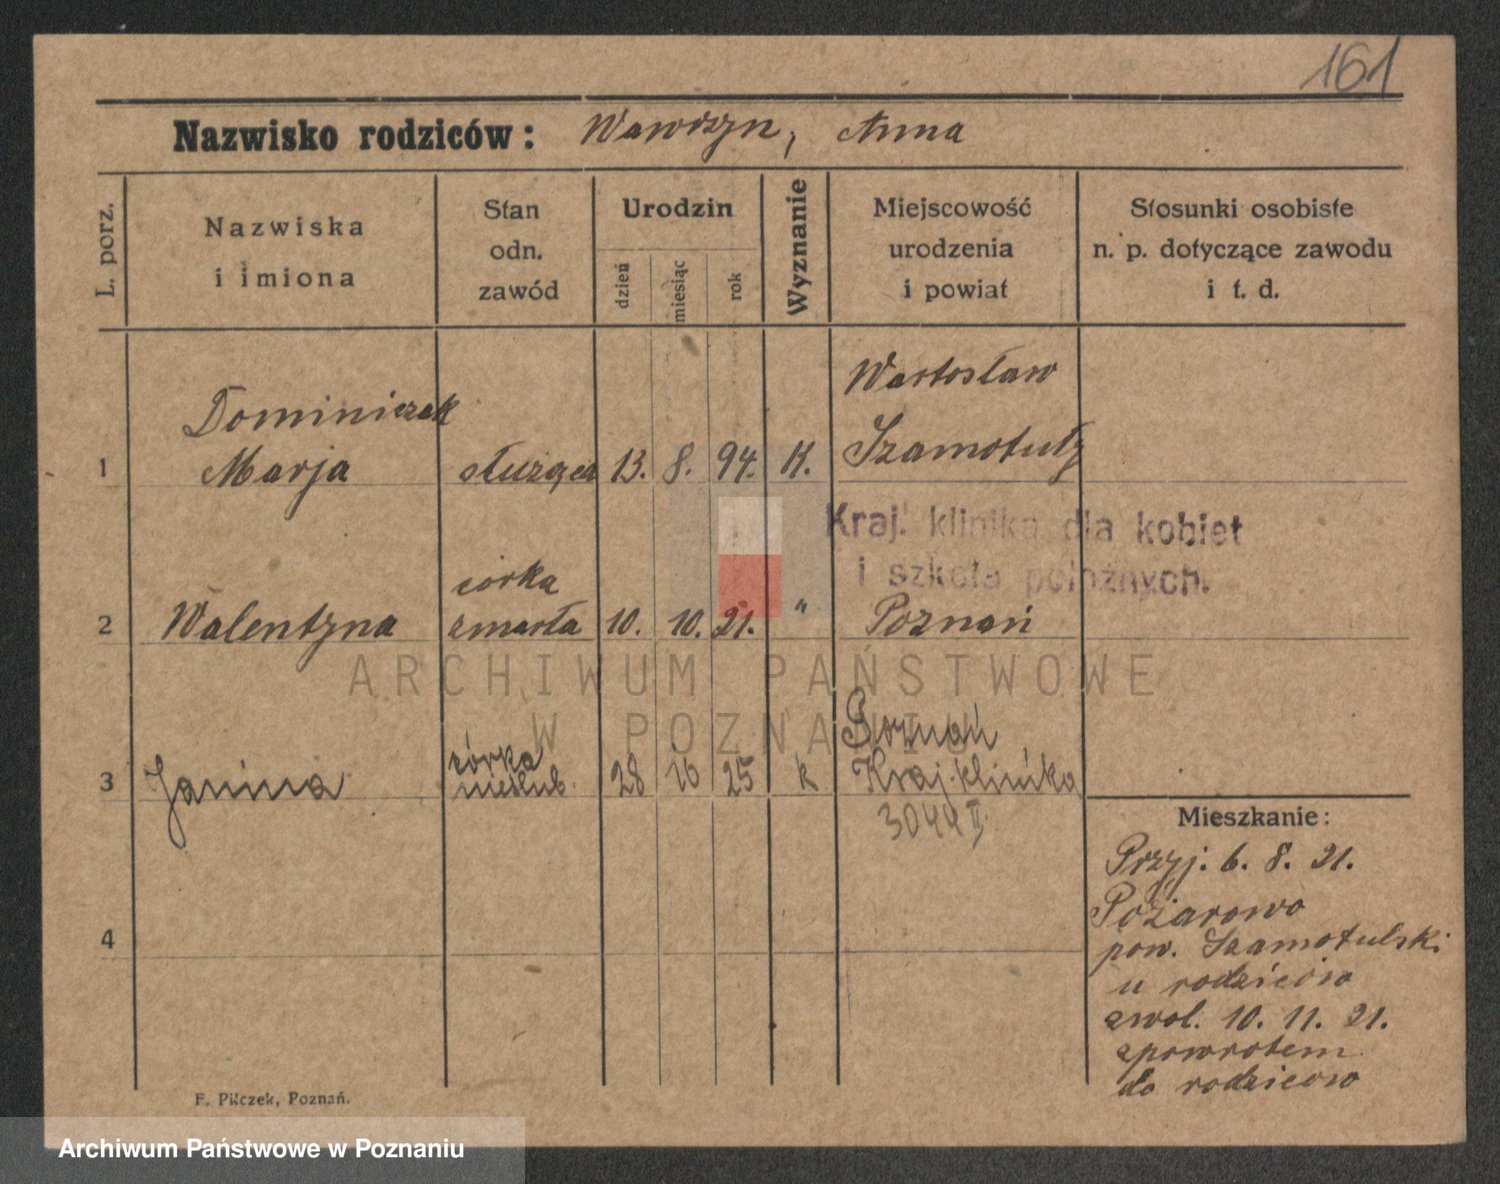 161
Nazwisko rodziców: Wawrzyn, Anna
L. porz.
Nazwiska
i imiona
Stan
odn.
zawód
Urodzin
dzień
miesiąc
rok
Wyznanie
Miejscowość
urodzenia
i powiat
Stosunki osobiste
n. p. dotyczące zawodu
i t. d.
Wartosław
Dominiczak
1 Marja służąca 13. 8. 94. K. Szamotuły
Kraj. klinika dla kobiet
i szkoła położnych.
córka
2 Walentyna zmarła 10. 10. 21. " Poznań
ARCHIWUM PAŃSTWOWE
W POZNANIU
Poznań
córka
3 Janina nieślub. 28 10 25 k Kraj. klinika
3044 II.
4
Mieszkanie:
Przyj. 6. 8. 21.
Pożarowo
pow. Szamotulski
u rodziców
zwol. 10. 11. 21.
zpowrotem
do rodziców
F. Pilczek, Poznań.
Archiwum Państwowe w Poznaniu